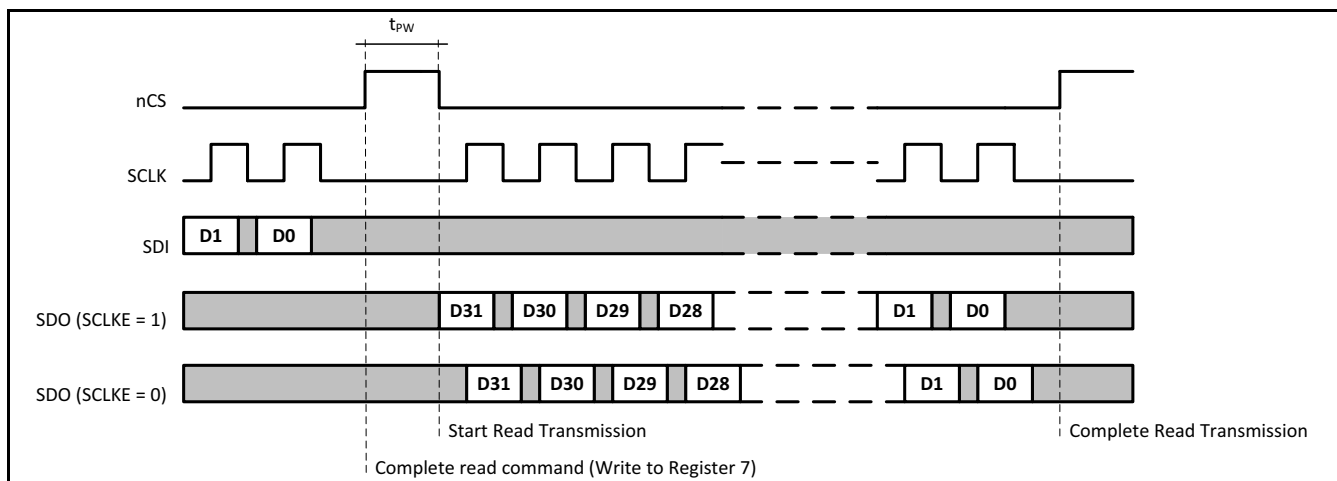 tPW
nCS
SCLK
SDI D1 D0
SDO (SCLKE = 1) D31 D30 D29 D28 D1 D0
SDO (SCLKE = 0) D31 D30 D29 D28 D1 D0
Start Read Transmission Complete Read Transmission
Complete read command (Write to Register 7)